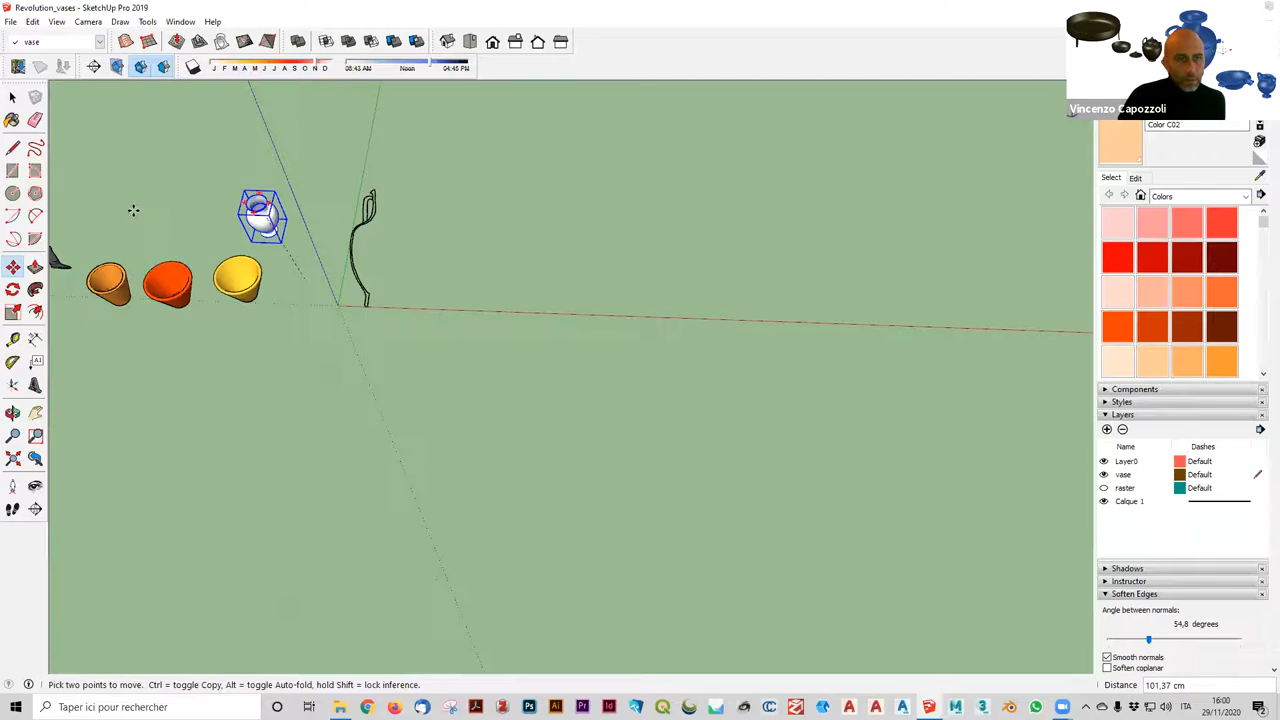 Revolution_vases - SketchUp Pro 2019
File Edit View Camera Draw Tools Window Help
vase
J F M A M J J A S O N D
06:43 AM Noon 04:45 PM
Vincenzo Capozzoli
Color C02
Select Edit
Colors
Components
Styles
Layers
Name Dashes
Layer0 Default
vase Default
raster Default
Calque 1
Shadows
Instructor
Soften Edges
Angle between normals:
54,8 degrees
Smooth normals
Soften coplanar
Pick two points to move. Ctrl = toggle Copy, Alt = toggle Auto-fold, hold Shift = lock inference.
Distance 101,37 cm
Taper ici pour rechercher
ITA
16:00
29/11/2020